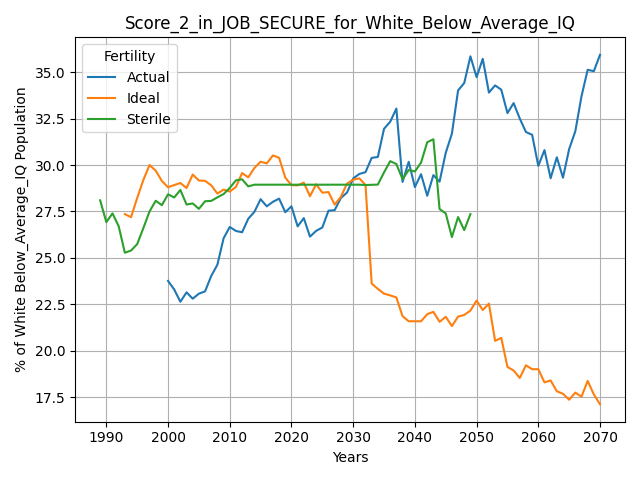 Score_2_in_JOB_SECURE_for_White_Below_Average_IQ
% of White Below_Average_IQ Population
35.0
32.5
30.0
27.5
25.0
22.5
20.0
17.5
Fertility
Actual
Ideal
Sterile
1990 2000 2010 2020 2030 2040 2050 2060 2070
Years